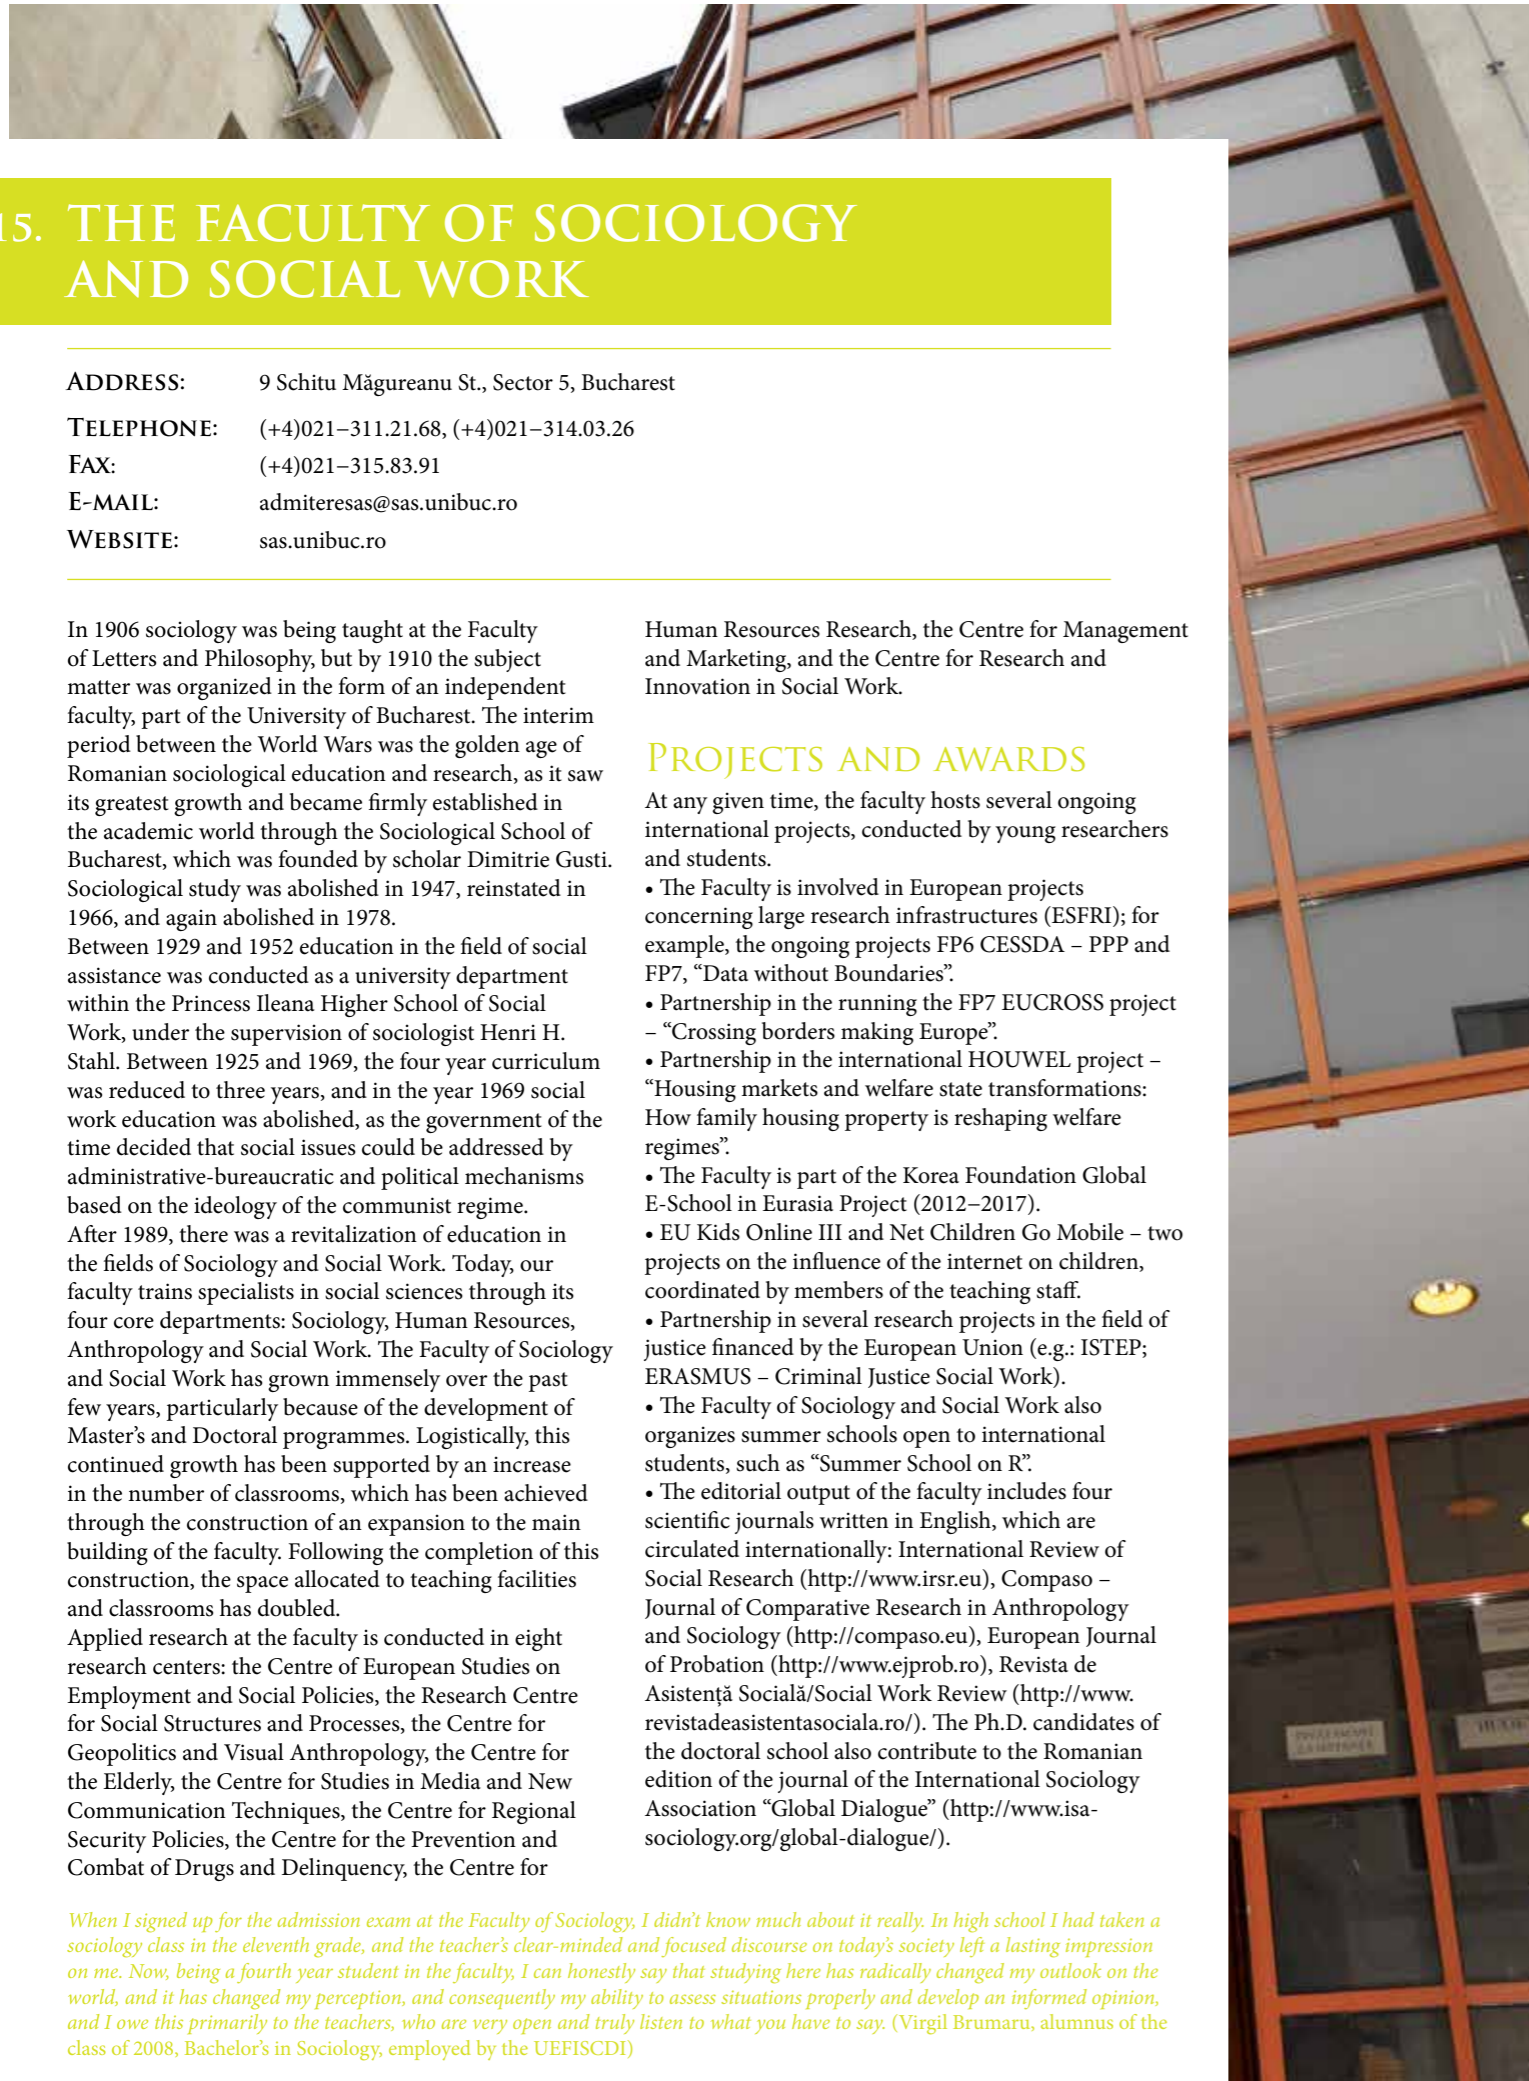 15. THE FACULTY OF SOCIOLOGY
AND SOCIAL WORK
ADDRESS: 9 Schitu Măgureanu St., Sector 5, Bucharest
TELEPHONE: (+4)021–311.21.68, (+4)021–314.03.26
FAX: (+4)021–315.83.91
E-MAIL: admiteresas@sas.unibuc.ro
WEBSITE: sas.unibuc.ro
In 1906 sociology was being taught at the Faculty
of Letters and Philosophy, but by 1910 the subject
matter was organized in the form of an independent
faculty, part of the University of Bucharest. The interim
period between the World Wars was the golden age of
Romanian sociological education and research, as it saw
its greatest growth and became firmly established in
the academic world through the Sociological School of
Bucharest, which was founded by scholar Dimitrie Gusti.
Sociological study was abolished in 1947, reinstated in
1966, and again abolished in 1978.
Between 1929 and 1952 education in the field of social
assistance was conducted as a university department
within the Princess Ileana Higher School of Social
Work, under the supervision of sociologist Henri H.
Stahl. Between 1925 and 1969, the four year curriculum
was reduced to three years, and in the year 1969 social
work education was abolished, as the government of the
time decided that social issues could be addressed by
administrative-bureaucratic and political mechanisms
based on the ideology of the communist regime.
After 1989, there was a revitalization of education in
the fields of Sociology and Social Work. Today, our
faculty trains specialists in social sciences through its
four core departments: Sociology, Human Resources,
Anthropology and Social Work. The Faculty of Sociology
and Social Work has grown immensely over the past
few years, particularly because of the development of
Master's and Doctoral programmes. Logistically, this
continued growth has been supported by an increase
in the number of classrooms, which has been achieved
through the construction of an expansion to the main
building of the faculty. Following the completion of this
construction, the space allocated to teaching facilities
and classrooms has doubled.
Applied research at the faculty is conducted in eight
research centers: the Centre of European Studies on
Employment and Social Policies, the Research Centre
for Social Structures and Processes, the Centre for
Geopolitics and Visual Anthropology, the Centre for
the Elderly, the Centre for Studies in Media and New
Communication Techniques, the Centre for Regional
Security Policies, the Centre for the Prevention and
Combat of Drugs and Delinquency, the Centre for
Human Resources Research, the Centre for Management
and Marketing, and the Centre for Research and
Innovation in Social Work.
PROJECTS AND AWARDS
At any given time, the faculty hosts several ongoing
international projects, conducted by young researchers
and students.
• The Faculty is involved in European projects
concerning large research infrastructures (ESFRI); for
example, the ongoing projects FP6 CESSDA – PPP and
FP7, “Data without Boundaries”.
• Partnership in the running the FP7 EUCROSS project
– “Crossing borders making Europe”.
• Partnership in the international HOUWEL project –
“Housing markets and welfare state transformations:
How family housing property is reshaping welfare
regimes”.
• The Faculty is part of the Korea Foundation Global
E-School in Eurasia Project (2012–2017).
• EU Kids Online III and Net Children Go Mobile – two
projects on the influence of the internet on children,
coordinated by members of the teaching staff.
• Partnership in several research projects in the field of
justice financed by the European Union (e.g.: ISTEP;
ERASMUS – Criminal Justice Social Work).
• The Faculty of Sociology and Social Work also
organizes summer schools open to international
students, such as “Summer School on R”.
• The editorial output of the faculty includes four
scientific journals written in English, which are
circulated internationally: International Review of
Social Research (http://www.irsr.eu), Compaso –
Journal of Comparative Research in Anthropology
and Sociology (http://compaso.eu), European Journal
of Probation (http://www.ejprob.ro), Revista de
Asistență Socială/Social Work Review (http://www.
revistadeasistentasociala.ro/). The Ph.D. candidates of
the doctoral school also contribute to the Romanian
edition of the journal of the International Sociology
Association “Global Dialogue” (http://www.isa-
sociology.org/global-dialogue/).
When I signed up for the admission exam at the Faculty of Sociology, I didn't know much about it really. In high school I had taken a
sociology class in the eleventh grade, and the teacher's clear-minded and focused discourse on today's society left a lasting impression
on me. Now, being a fourth year student in the faculty, I can honestly say that studying here has radically changed my outlook on the
world, and it has changed my perception, and consequently my ability to assess situations properly and develop an informed opinion,
and I owe this primarily to the teachers, who are very open and truly listen to what you have to say. (Virgil Brumaru, alumnus of the
class of 2008, Bachelor's in Sociology, employed by the UEFISCDI)